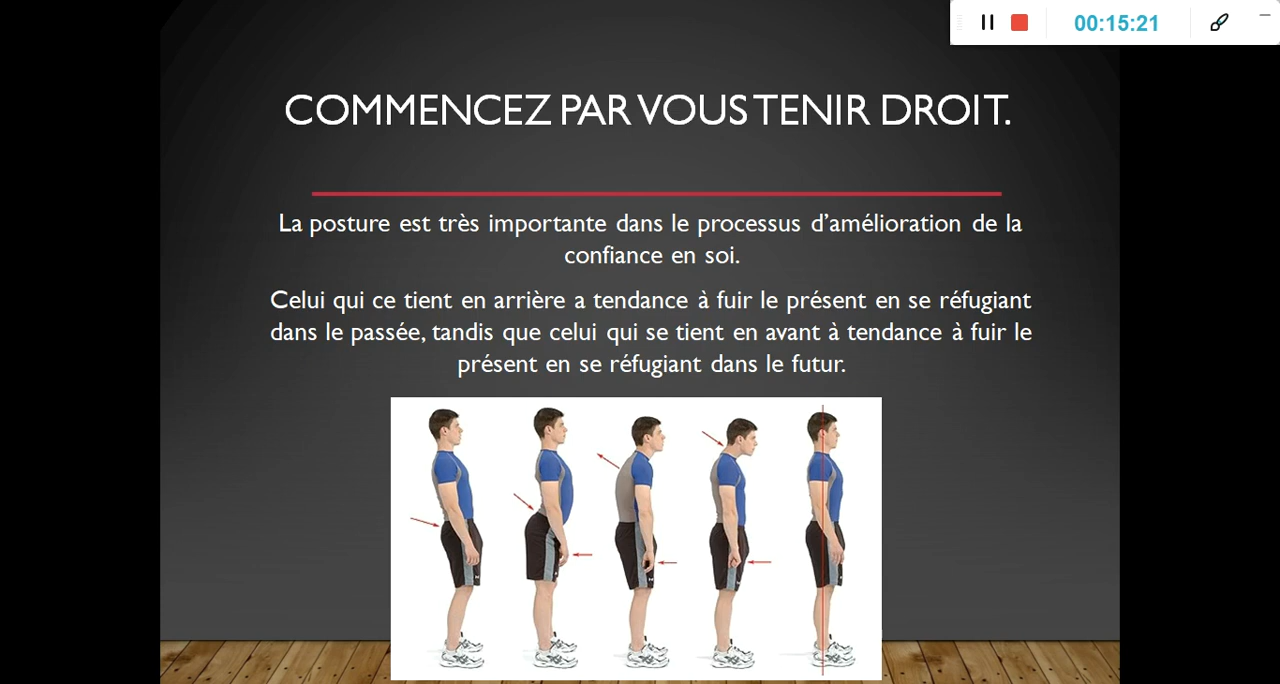 00:15:21
COMMENCEZ PAR VOUS TENIR DROIT.
La posture est très importante dans le processus d’amélioration de la
confiance en soi.
Celui qui ce tient en arrière a tendance à fuir le présent en se réfugiant
dans le passée, tandis que celui qui se tient en avant à tendance à fuir le
présent en se réfugiant dans le futur.